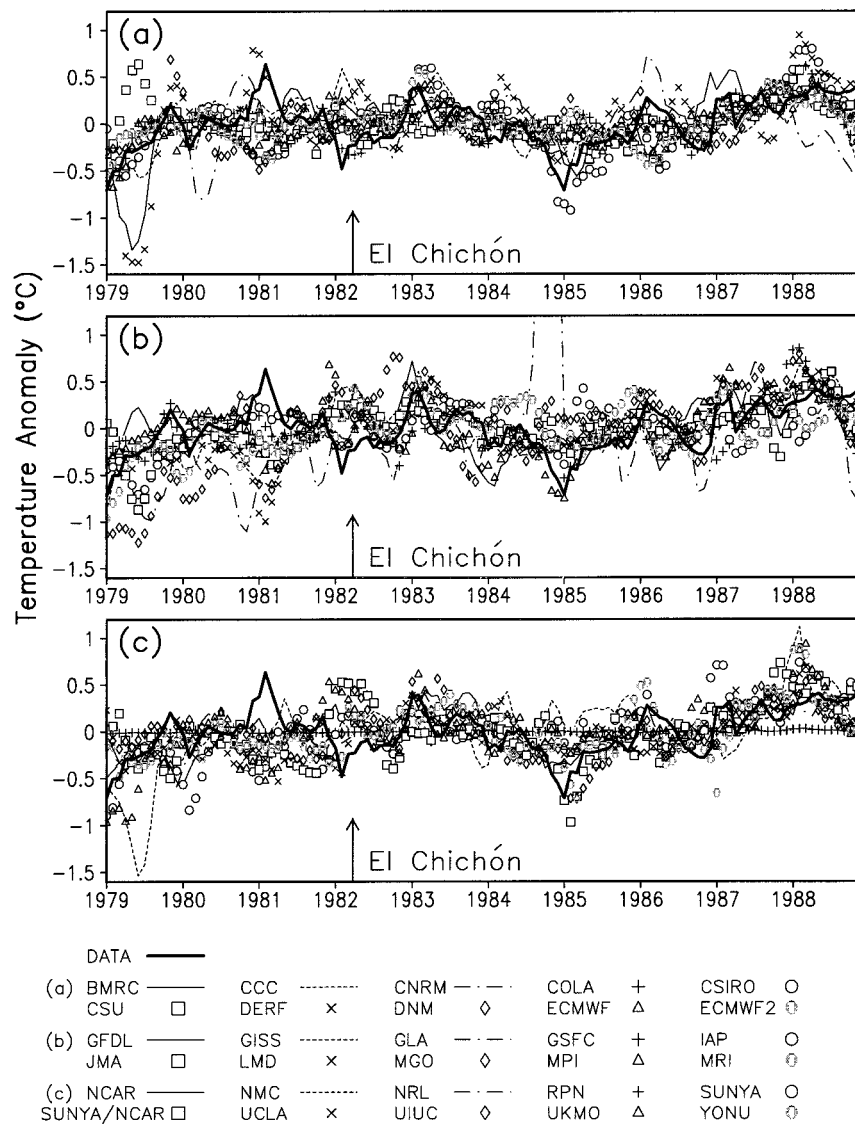 Temperature Anomaly (°C)
(a)
1
0.5
0
-0.5
-1
-1.5
El Chichón
1979 1980 1981 1982 1983 1984 1985 1986 1987 1988
(b)
1
0.5
0
-0.5
-1
-1.5
El Chichón
1979 1980 1981 1982 1983 1984 1985 1986 1987 1988
(c)
1
0.5
0
-0.5
-1
-1.5
El Chichón
1979 1980 1981 1982 1983 1984 1985 1986 1987 1988
DATA
(a) BMRC CCC CNRM COLA CSIRO
CSU DERF DNM ECMWF ECMWF2
(b) GFDL GISS GLA GSFC IAP
JMA LMD MGO MPI MRI
(c) NCAR NMC NRL RPN SUNYA
SUNYA/NCAR UCLA UIUC UKMO YONU